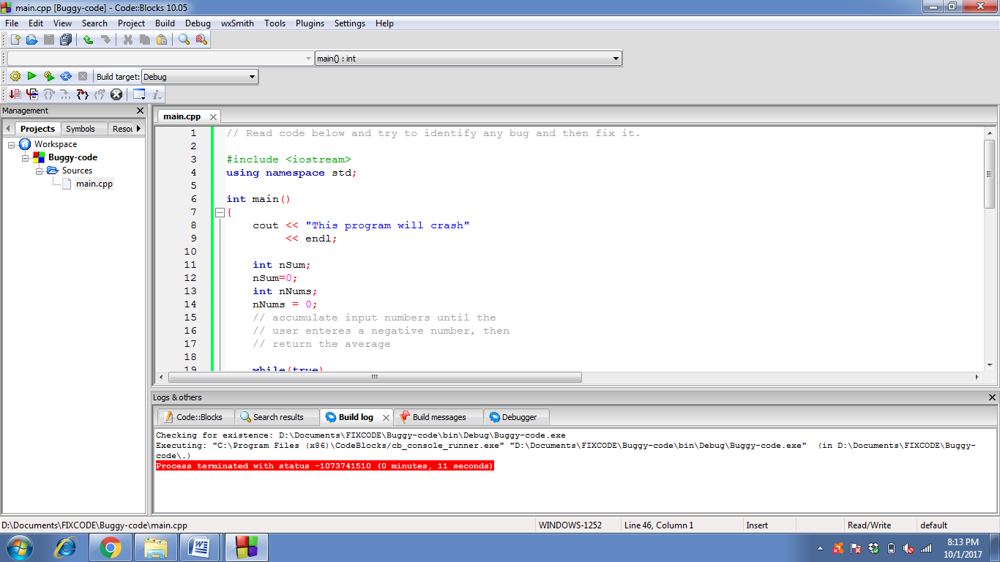 main.cpp [Buggy-code] - Code::Blocks 10.05
File Edit View Search Project Build Debug wxSmith Tools Plugins Settings Help
main() : int
Build target: Debug
Management
Projects Symbols Resou
Workspace
Buggy-code
Sources
main.cpp
main.cpp
1 // Read code below and try to identify any bug and then fix it.
2
3 #include <iostream>
4 using namespace std;
5
6 int main()
7 {
8 cout << "This program will crash"
9 << endl;
10
11 int nSum;
12 nSum=0;
13 int nNums;
14 nNums = 0;
15 // accumulate input numbers until the
16 // user enteres a negative number, then
17 // return the average
18
19 while(true)
Logs & others
Code::Blocks Search results Build log Build messages Debugger
Checking for existence: D:\Documents\FIXCODE\Buggy-code\bin\Debug\Buggy-code.exe
Executing: "C:\Program Files (x86)\CodeBlocks/cb_console_runner.exe" "D:\Documents\FIXCODE\Buggy-code\bin\Debug\Buggy-code.exe" (in D:\Documents\FIXCODE\Buggy-
code\.)
Process terminated with status -1073741510 (0 minutes, 11 seconds)
D:\Documents\FIXCODE\Buggy-code\main.cpp WINDOWS-1252 Line 46, Column 1 Insert Read/Write default
8:13 PM
10/1/2017